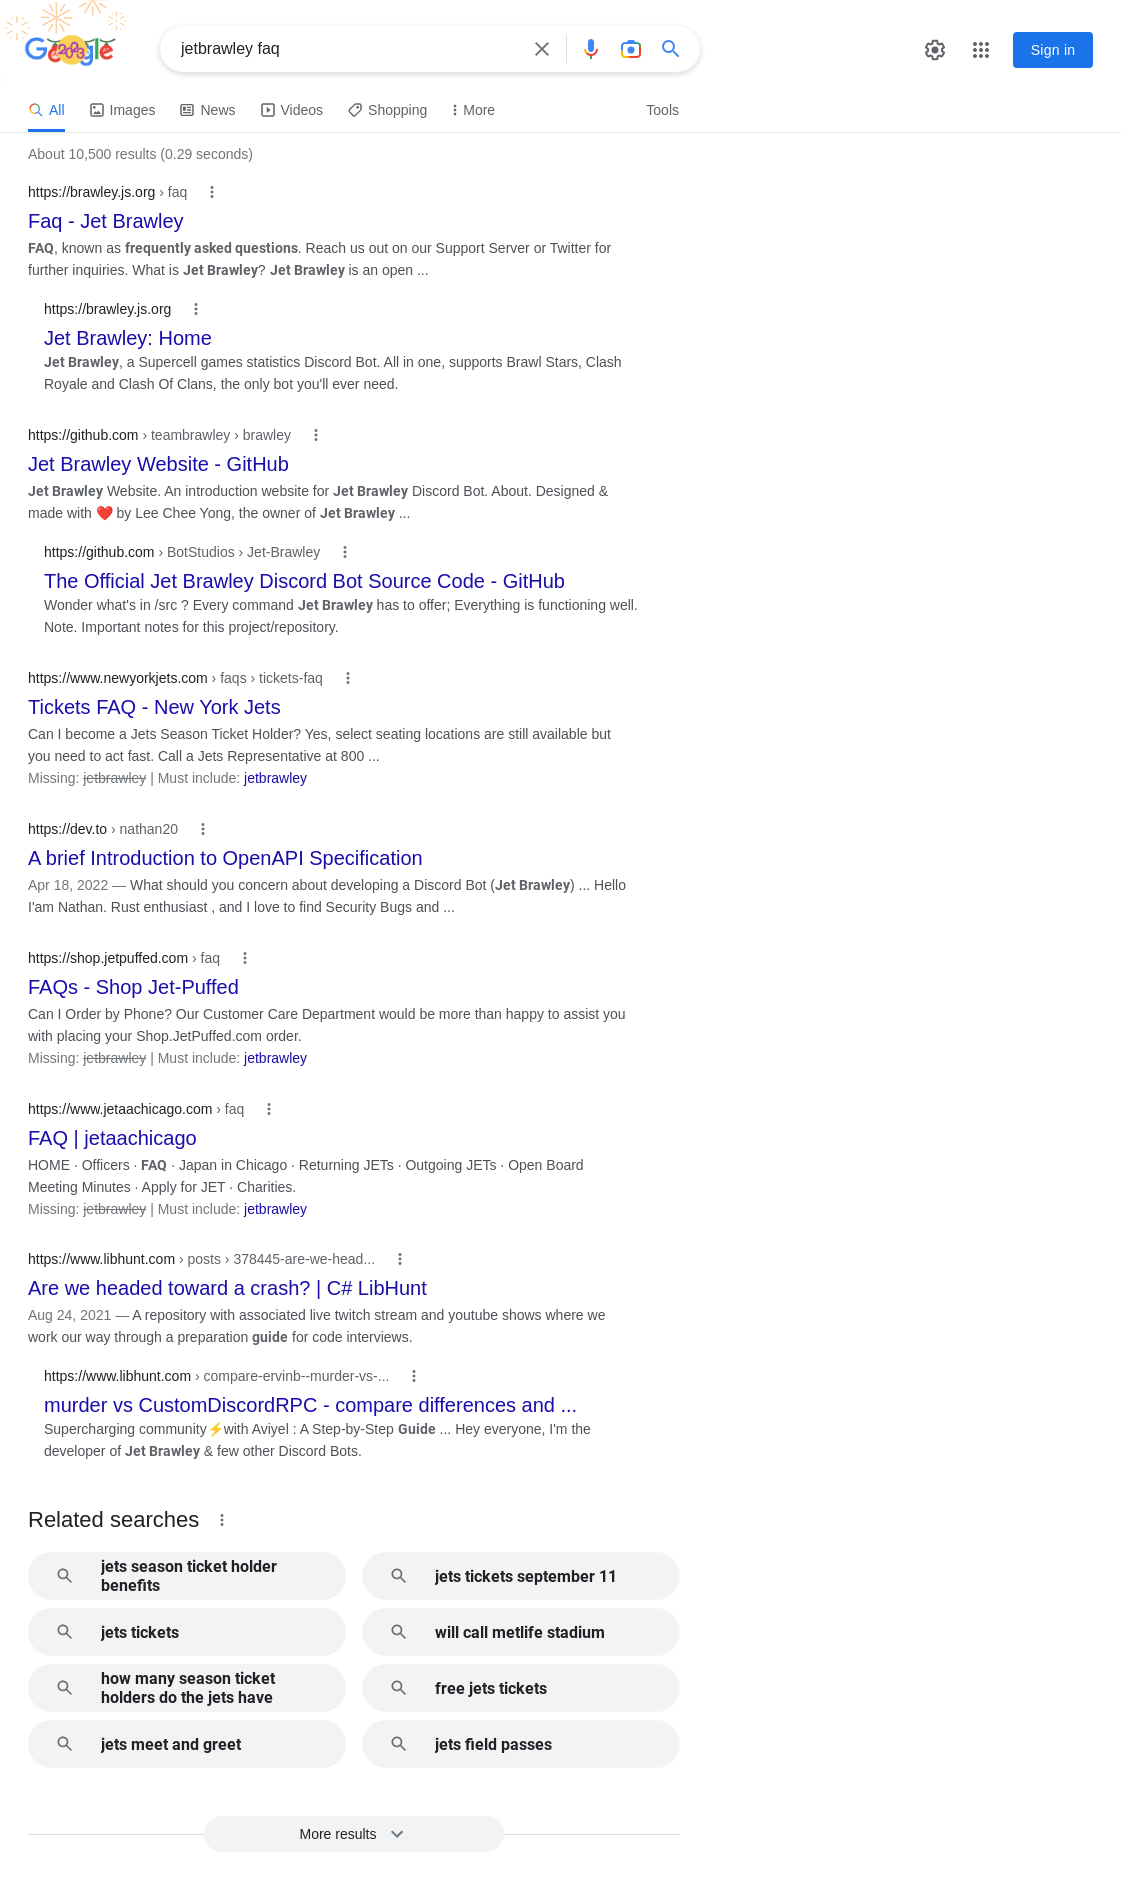 Google
jetbrawley faq
Sign in
All
Images
News
Videos
Shopping
More
Tools
About 10,500 results (0.29 seconds)
https://brawley.js.org › faq
Faq - Jet Brawley
FAQ, known as frequently asked questions. Reach us out on our Support Server or Twitter for
further inquiries. What is Jet Brawley? Jet Brawley is an open ...
https://brawley.js.org
Jet Brawley: Home
Jet Brawley, a Supercell games statistics Discord Bot. All in one, supports Brawl Stars, Clash
Royale and Clash Of Clans, the only bot you'll ever need.
https://github.com › teambrawley › brawley
Jet Brawley Website - GitHub
Jet Brawley Website. An introduction website for Jet Brawley Discord Bot. About. Designed &
made with ❤️ by Lee Chee Yong, the owner of Jet Brawley ...
https://github.com › BotStudios › Jet-Brawley
The Official Jet Brawley Discord Bot Source Code - GitHub
Wonder what's in /src ? Every command Jet Brawley has to offer; Everything is functioning well.
Note. Important notes for this project/repository.
https://www.newyorkjets.com › faqs › tickets-faq
Tickets FAQ - New York Jets
Can I become a Jets Season Ticket Holder? Yes, select seating locations are still available but
you need to act fast. Call a Jets Representative at 800 ...
Missing: jetbrawley | Must include: jetbrawley
https://dev.to › nathan20
A brief Introduction to OpenAPI Specification
Apr 18, 2022 — What should you concern about developing a Discord Bot (Jet Brawley) ... Hello
I'am Nathan. Rust enthusiast , and I love to find Security Bugs and ...
https://shop.jetpuffed.com › faq
FAQs - Shop Jet-Puffed
Can I Order by Phone? Our Customer Care Department would be more than happy to assist you
with placing your Shop.JetPuffed.com order.
Missing: jetbrawley | Must include: jetbrawley
https://www.jetaachicago.com › faq
FAQ | jetaachicago
HOME · Officers · FAQ · Japan in Chicago · Returning JETs · Outgoing JETs · Open Board
Meeting Minutes · Apply for JET · Charities.
Missing: jetbrawley | Must include: jetbrawley
https://www.libhunt.com › posts › 378445-are-we-head...
Are we headed toward a crash? | C# LibHunt
Aug 24, 2021 — A repository with associated live twitch stream and youtube shows where we
work our way through a preparation guide for code interviews.
https://www.libhunt.com › compare-ervinb--murder-vs-...
murder vs CustomDiscordRPC - compare differences and ...
Supercharging community⚡with Aviyel : A Step-by-Step Guide ... Hey everyone, I'm the
developer of Jet Brawley & few other Discord Bots.
Related searches
jets season ticket holder
benefits
jets tickets september 11
jets tickets
will call metlife stadium
how many season ticket
holders do the jets have
free jets tickets
jets meet and greet
jets field passes
More results